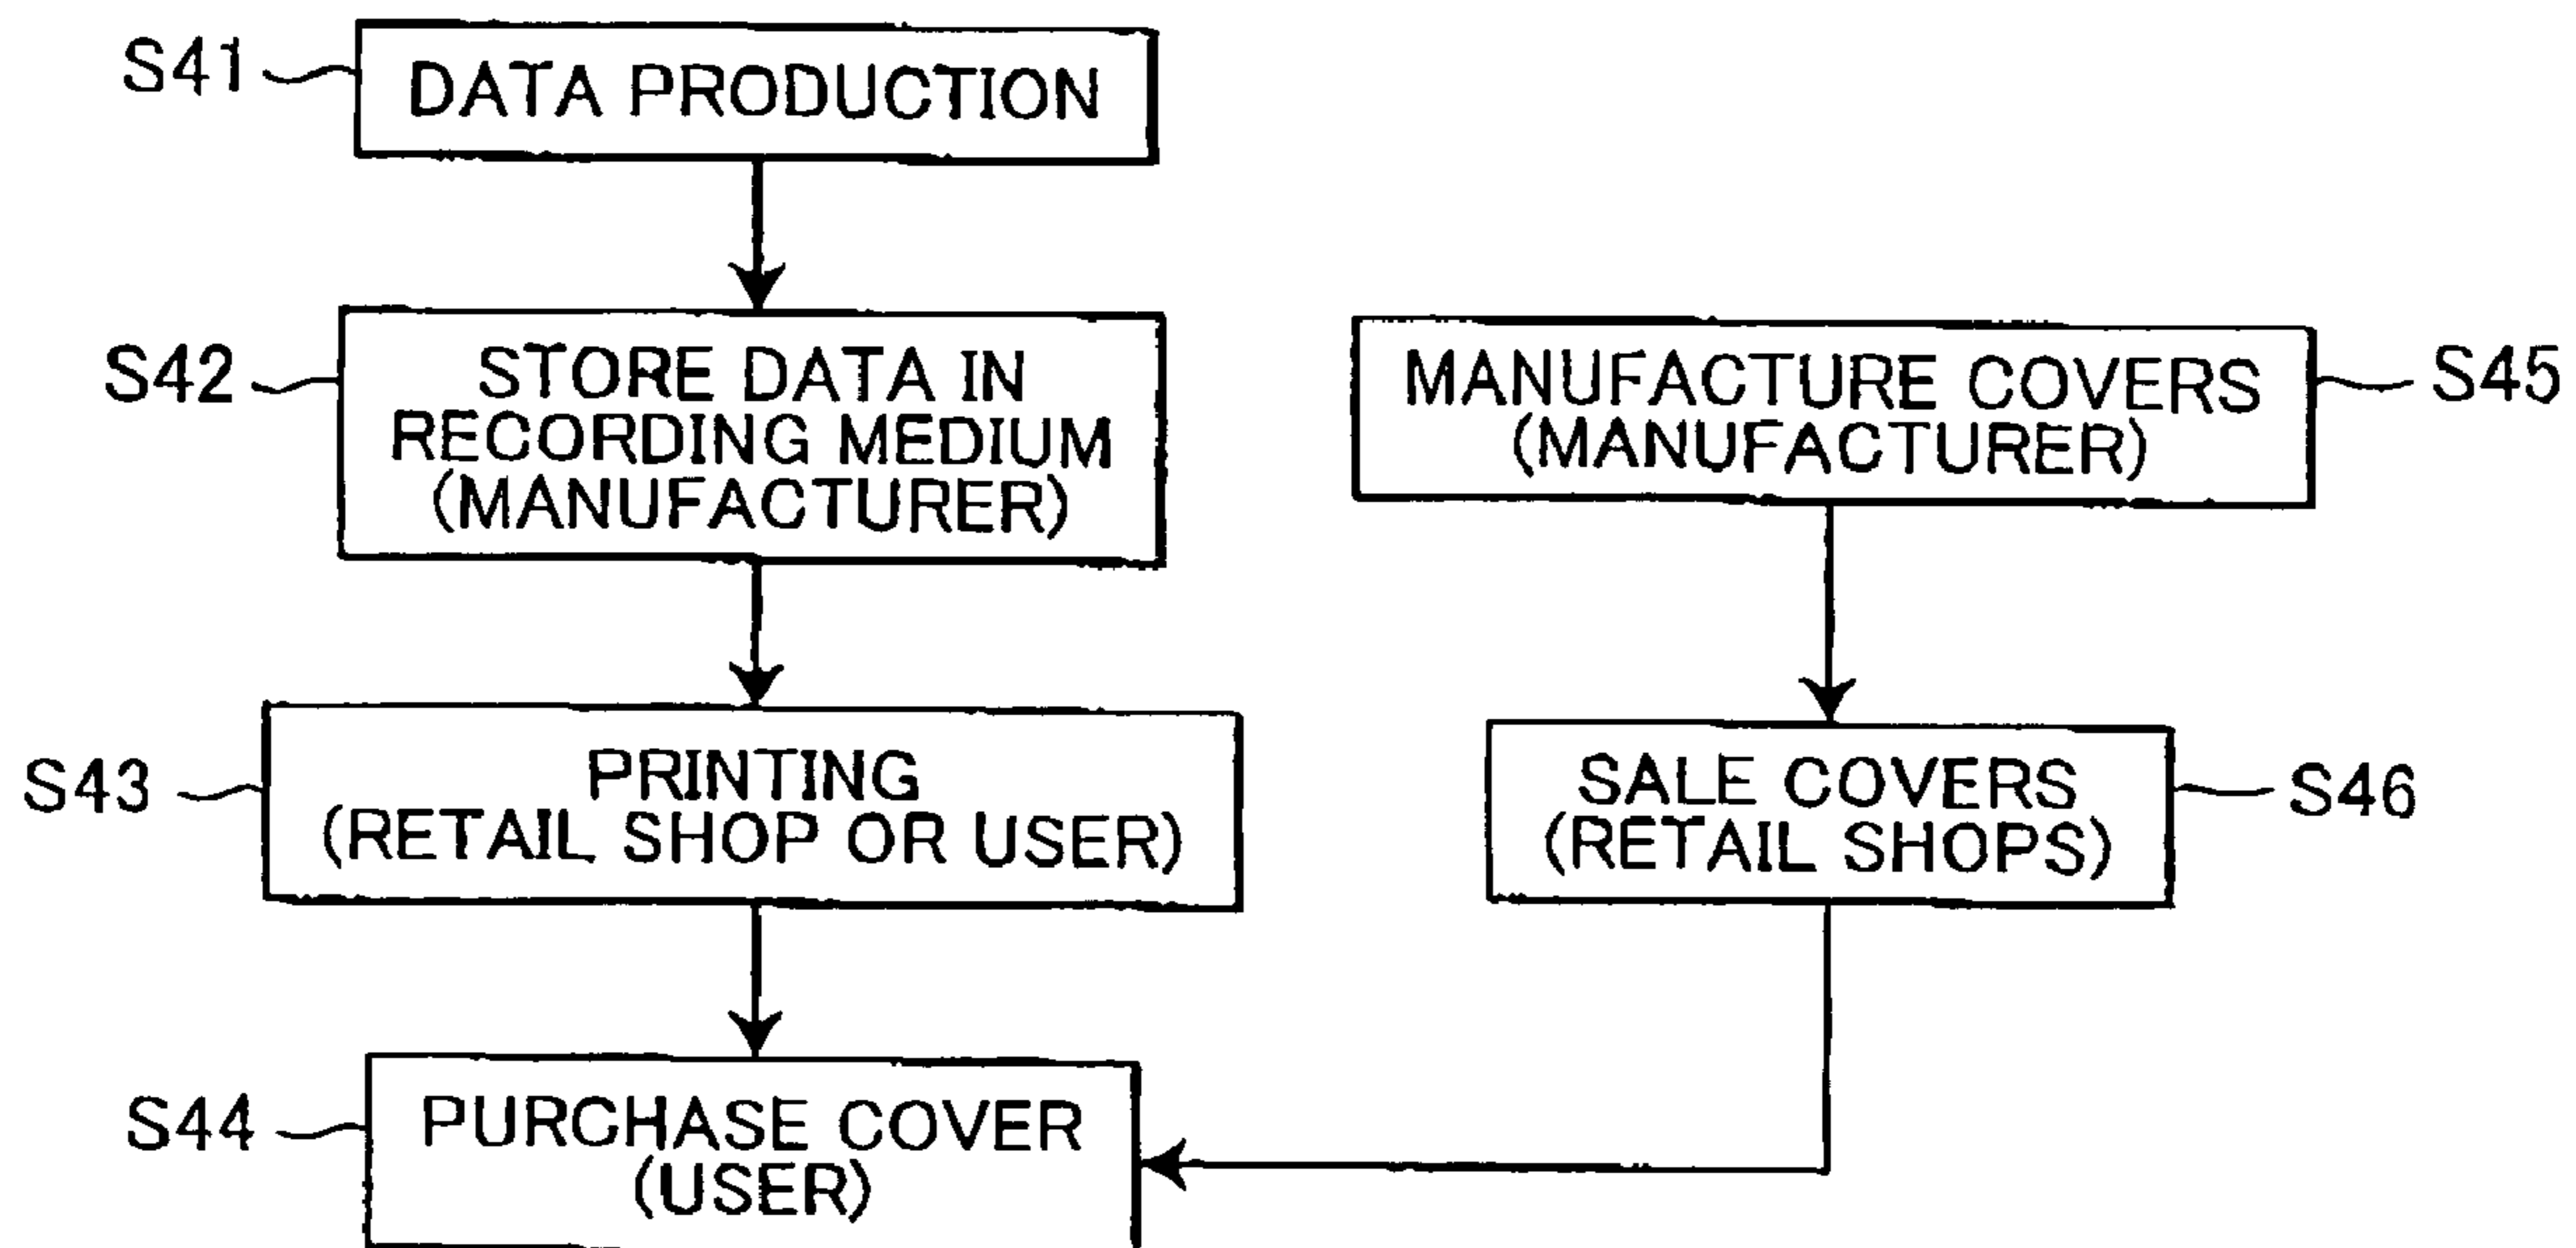 S41
DATA PRODUCTION
S42
STORE DATA IN
RECORDING MEDIUM
(MANUFACTURER)
MANUFACTURE COVERS
(MANUFACTURER)
S45
S43
PRINTING
(RETAIL SHOP OR USER)
SALE COVERS
(RETAIL SHOPS)
S46
S44
PURCHASE COVER
(USER)